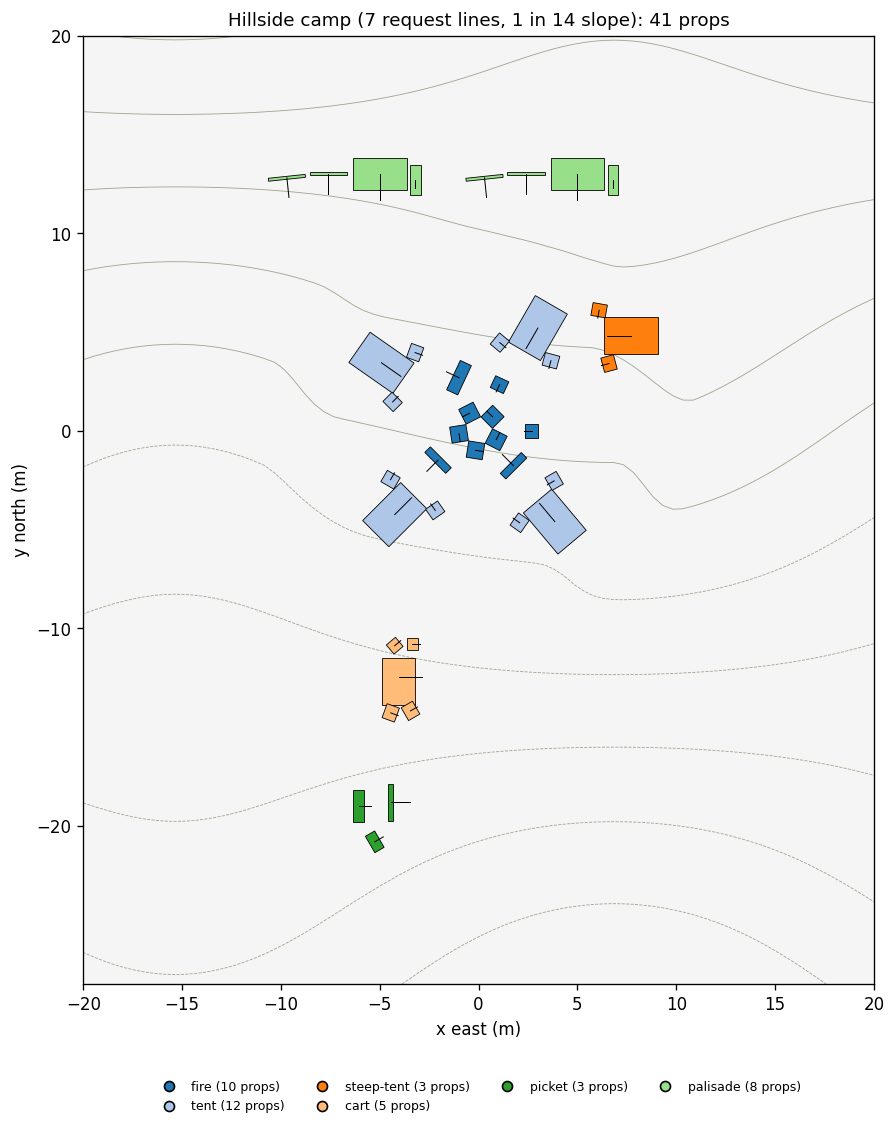 Hillside camp (7 request lines, 1 in 14 slope): 41 props
20
10
0
−10
−20
y north (m)
−20 −15 −10 −5 0 5 10 15 20
x east (m)
fire (10 props) steep-tent (3 props) picket (3 props) palisade (8 props)
tent (12 props) cart (5 props)